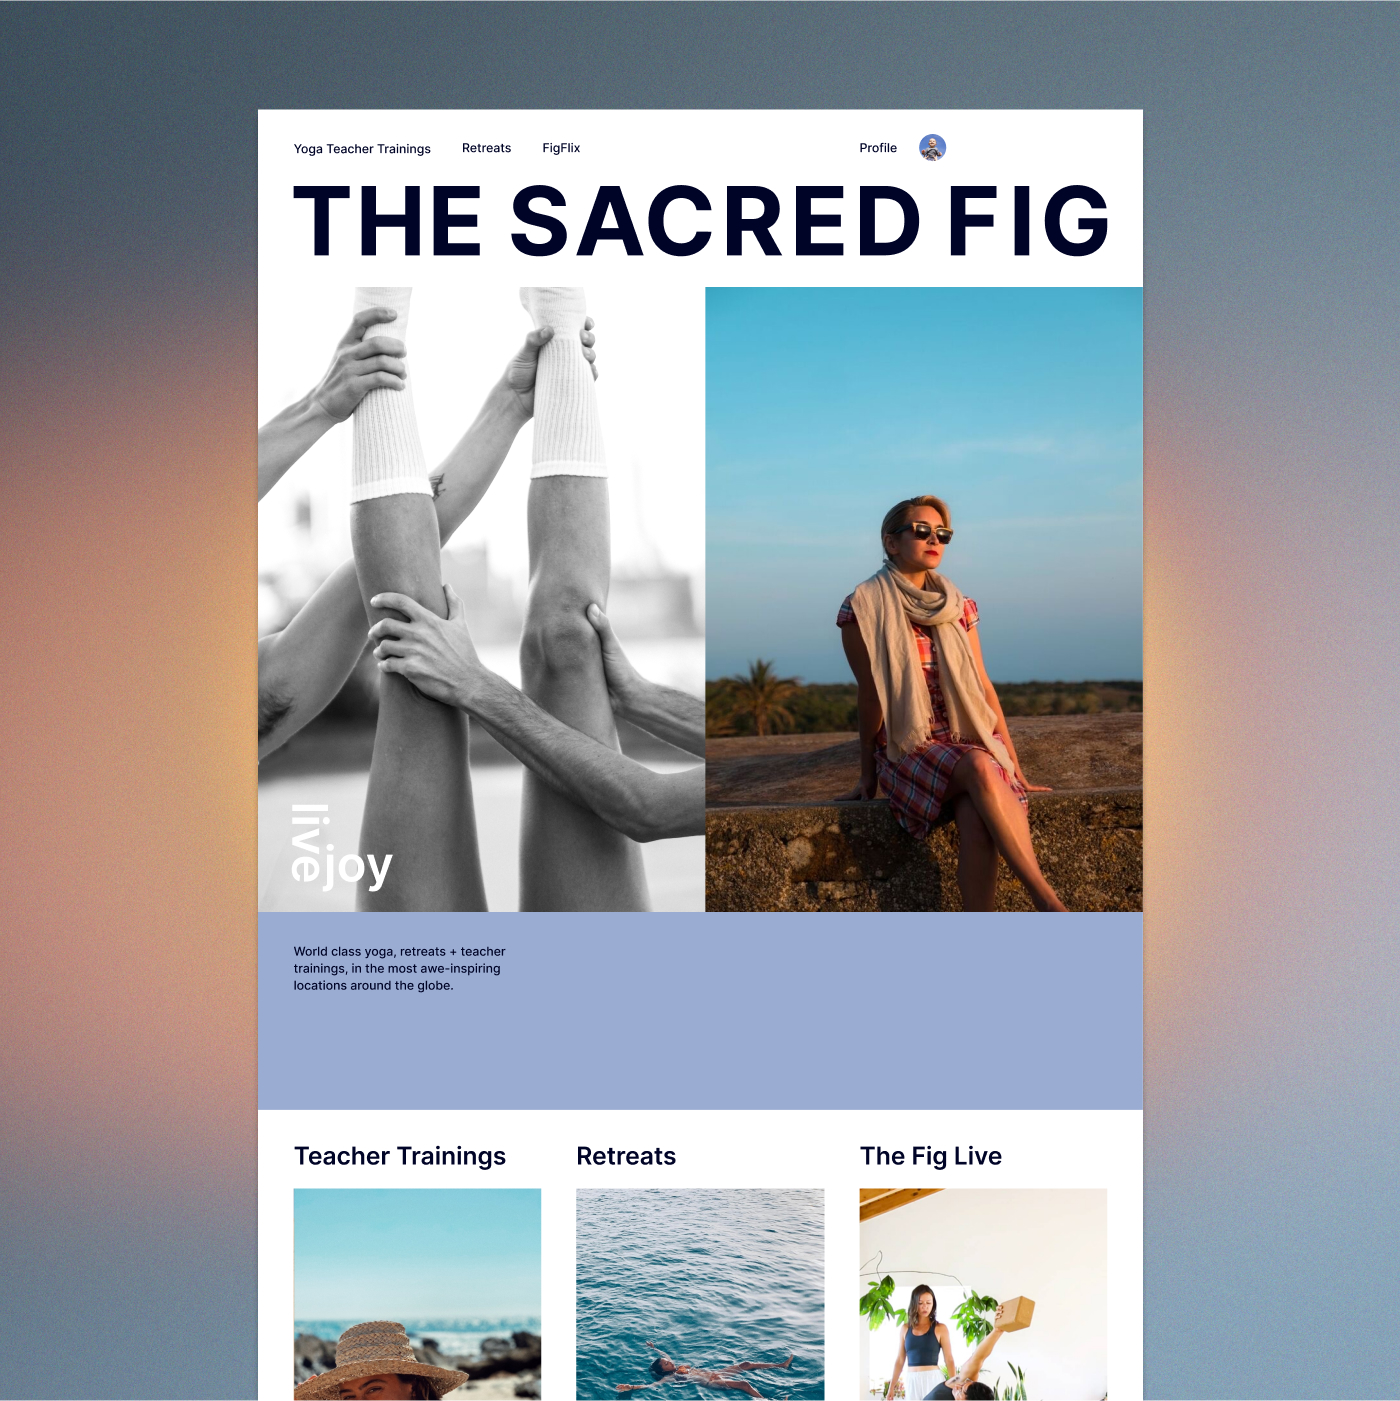 Yoga Teacher Trainings
Retreats
FigFlix
Profile
THE SACRED FIG
live
joy
World class yoga, retreats + teacher
trainings, in the most awe-inspiring
locations around the globe.
Teacher Trainings
Retreats
The Fig Live